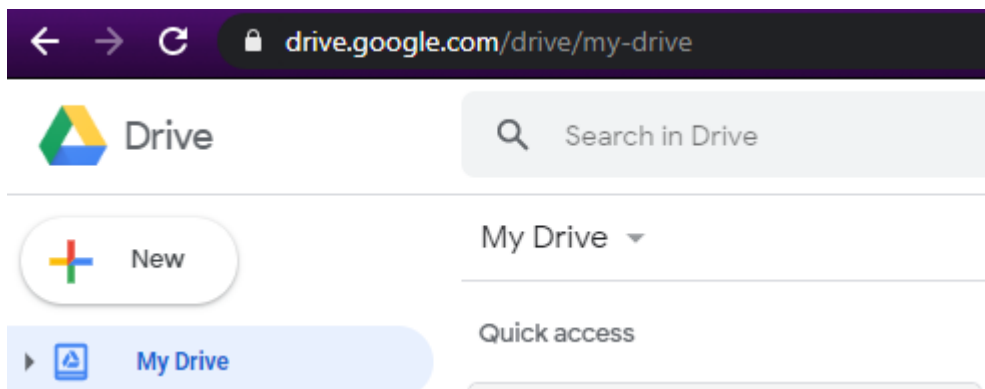 drive.google.com/drive/my-drive
Drive
Search in Drive
New
My Drive
Quick access
My Drive